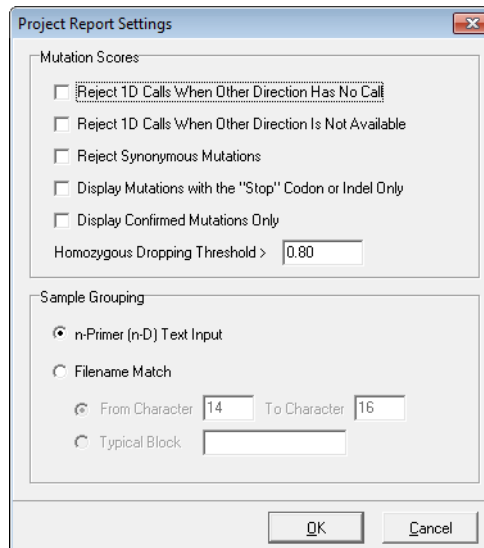 Project Report Settings
Mutation Scores
Reject 1D Calls When Other Direction Has No Call
Reject 1D Calls When Other Direction Is Not Available
Reject Synonymous Mutations
Display Mutations with the "Stop" Codon or Indel Only
Display Confirmed Mutations Only
Homozygous Dropping Threshold > 0.80
Sample Grouping
n-Primer (n-D) Text Input
Filename Match
From Character 14 To Character 16
Typical Block
OK Cancel